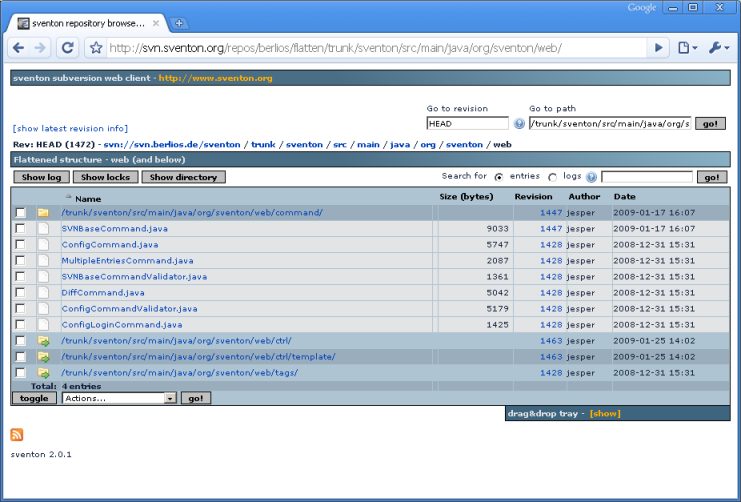 Google
sventon repository browse...
http://svn.sventon.org/repos/berlios/flatten/trunk/sventon/src/main/java/org/sventon/web/
sventon subversion web client - http://www.sventon.org
Go to revision Go to path
[show latest revision info] HEAD /trunk/sventon/src/main/java/org/s go!
Rev: HEAD (1472) - svn://svn.berlios.de/sventon / trunk / sventon / src / main / java / org / sventon / web
Flattened structure - web (and below)
Show log Show locks Show directory Search for entries logs go!
Name Size (bytes) Revision Author Date
/trunk/sventon/src/main/java/org/sventon/web/command/ 1447 jesper 2009-01-17 16:07
SVNBaseCommand.java 9033 1447 jesper 2009-01-17 16:07
ConfigCommand.java 5747 1428 jesper 2008-12-31 15:31
MultipleEntriesCommand.java 2087 1428 jesper 2008-12-31 15:31
SVNBaseCommandValidator.java 1361 1428 jesper 2008-12-31 15:31
DiffCommand.java 5042 1428 jesper 2008-12-31 15:31
ConfigCommandValidator.java 5179 1428 jesper 2008-12-31 15:31
ConfigLoginCommand.java 1425 1428 jesper 2008-12-31 15:31
/trunk/sventon/src/main/java/org/sventon/web/ctrl/ 1463 jesper 2009-01-25 14:02
/trunk/sventon/src/main/java/org/sventon/web/ctrl/template/ 1463 jesper 2009-01-25 14:02
/trunk/sventon/src/main/java/org/sventon/web/tags/ 1428 jesper 2008-12-31 15:31
Total: 4 entries
toggle Actions... go!
drag&drop tray - [show]
sventon 2.0.1